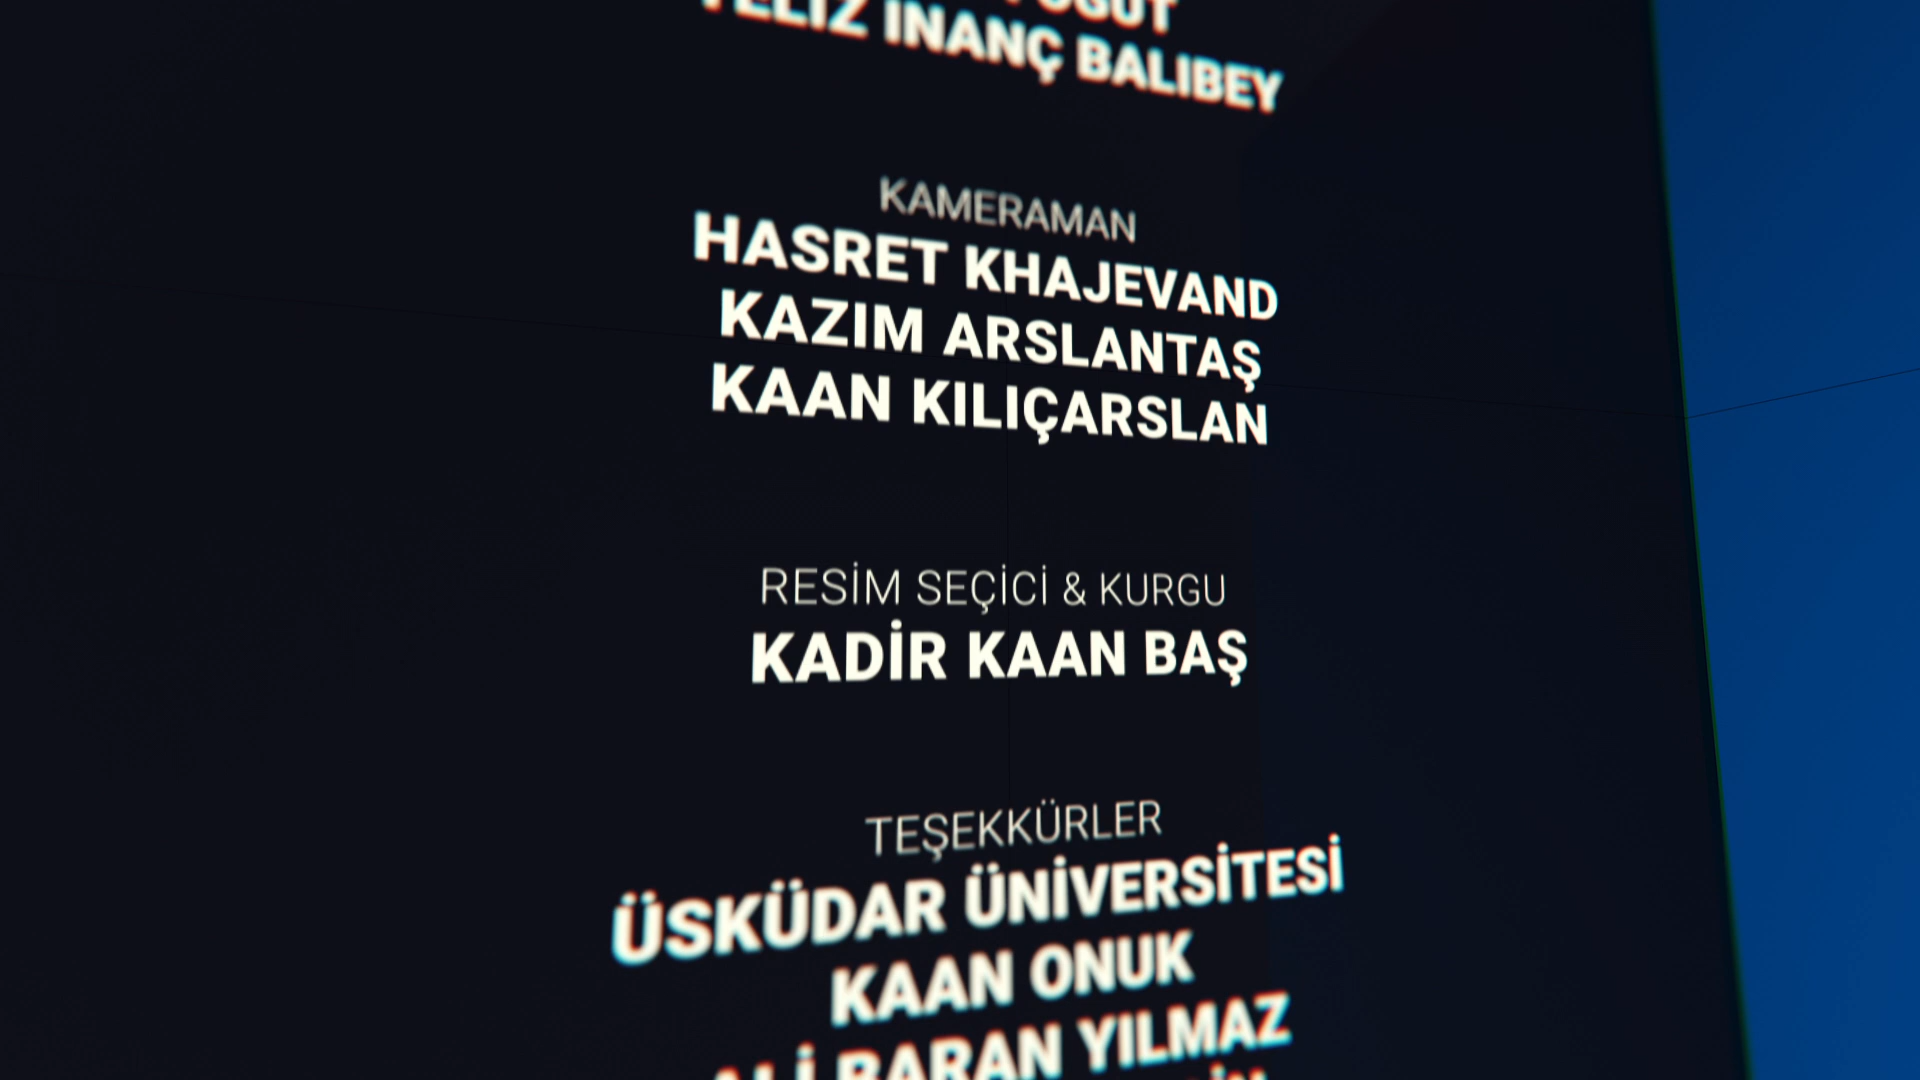 İNANÇ BALIBEY
KAMERAMAN
HASRET KHAJEVAND
KAZIM ARSLANTAŞ
KAAN KILIÇARSLAN
RESİM SEÇİCİ & KURGU
KADİR KAAN BAŞ
TEŞEKKÜRLER
ÜSKÜDAR ÜNİVERSİTESİ
KAAN ONUK
ALİ BARAN YILMAZ